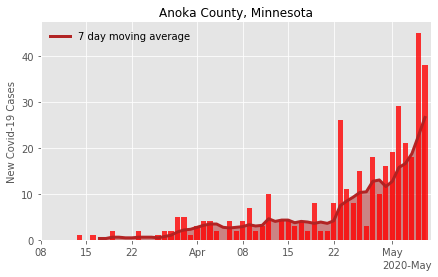 Anoka County, Minnesota
7 day moving average
New Covid-19 Cases
40
30
20
10
0
08
15
22
Apr
08
15
22
May
2020-May